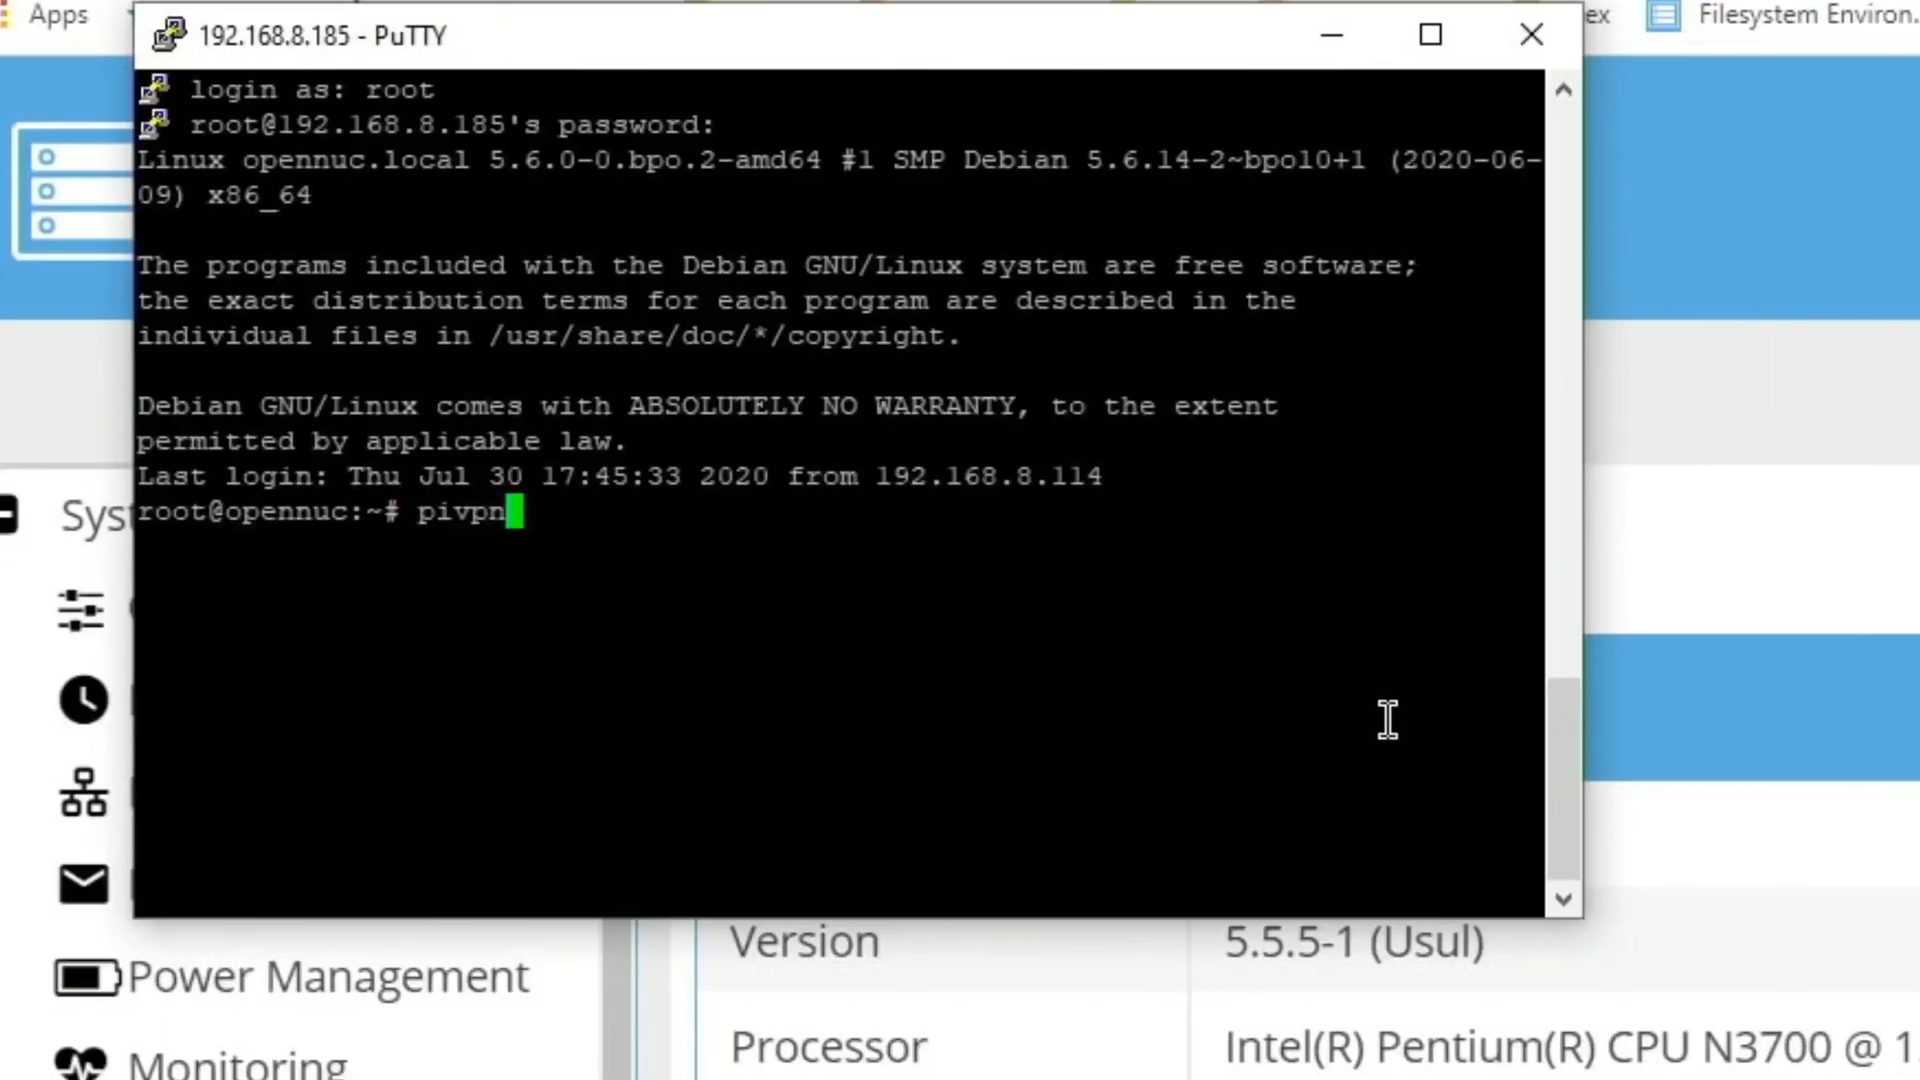 Apps
192.168.8.185 - PuTTY
ex
Filesystem Environ.
login as: root
root@192.168.8.185's password:
Linux opennuc.local 5.6.0-0.bpo.2-amd64 #1 SMP Debian 5.6.14-2~bpo10+1 (2020-06-
09) x86_64
The programs included with the Debian GNU/Linux system are free software;
the exact distribution terms for each program are described in the
individual files in /usr/share/doc/*/copyright.
Debian GNU/Linux comes with ABSOLUTELY NO WARRANTY, to the extent
permitted by applicable law.
Last login: Thu Jul 30 17:45:33 2020 from 192.168.8.114
root@opennuc:~# pivpn
Syst
Version
5.5.5-1 (Usul)
Power Management
Processor
Intel(R) Pentium(R) CPU N3700 @ 1.
Monitoring